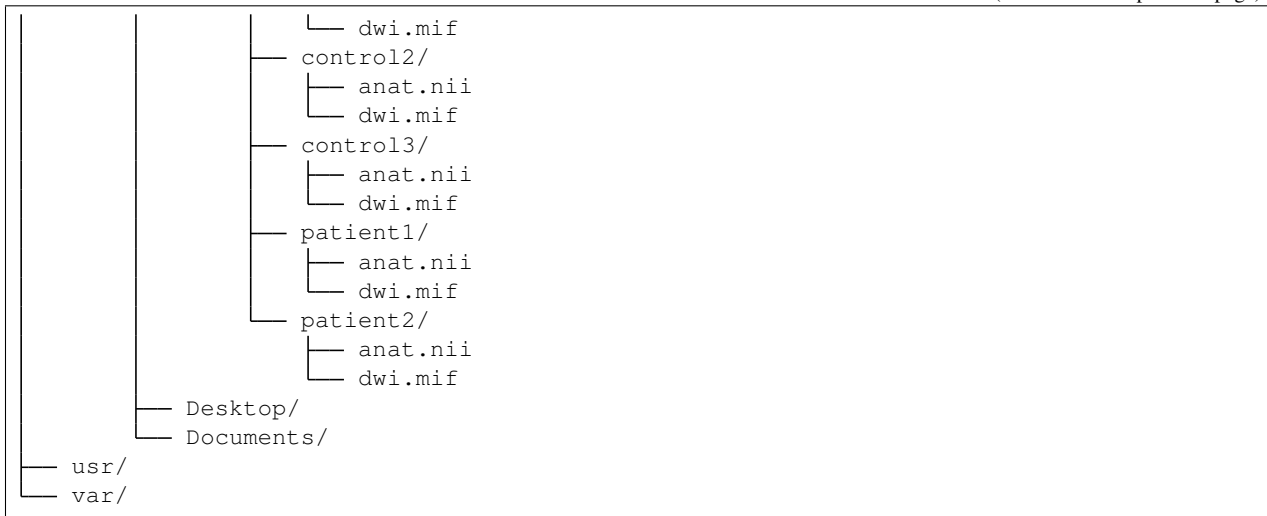 │       │       │   └── dwi.mif
│       │       ├── control2/
│       │       │   ├── anat.nii
│       │       │   └── dwi.mif
│       │       ├── control3/
│       │       │   ├── anat.nii
│       │       │   └── dwi.mif
│       │       ├── patient1/
│       │       │   ├── anat.nii
│       │       │   └── dwi.mif
│       │       └── patient2/
│       │           ├── anat.nii
│       │           └── dwi.mif
│       ├── Desktop/
│       └── Documents/
├── usr/
└── var/